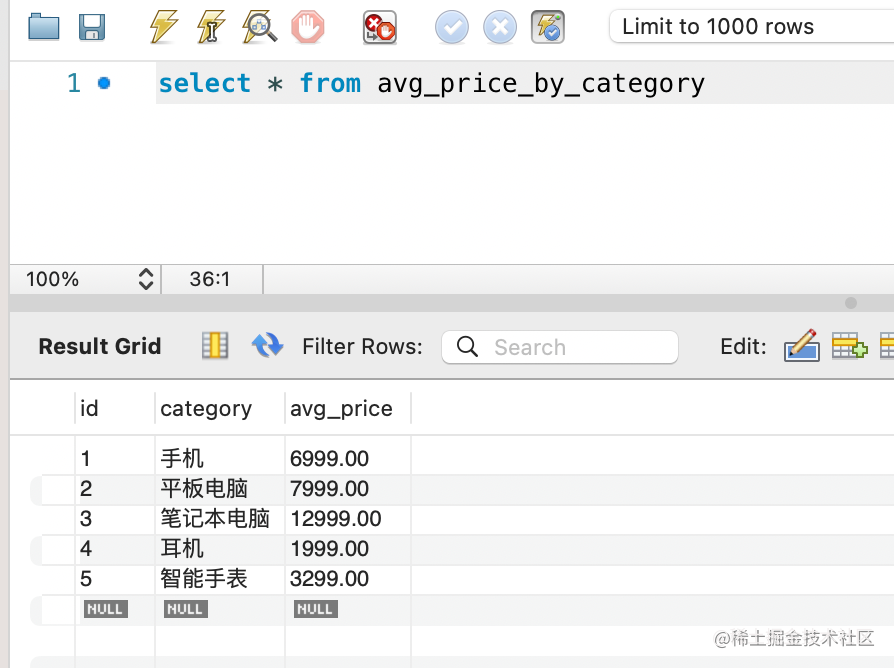 Limit to 1000 rows
1 select * from avg_price_by_category
100% 36:1
Result Grid Filter Rows: Search Edit:
id category avg_price
1 手机 6999.00
2 平板电脑 7999.00
3 笔记本电脑 12999.00
4 耳机 1999.00
5 智能手表 3299.00
NULL NULL NULL
@稀土掘金技术社区